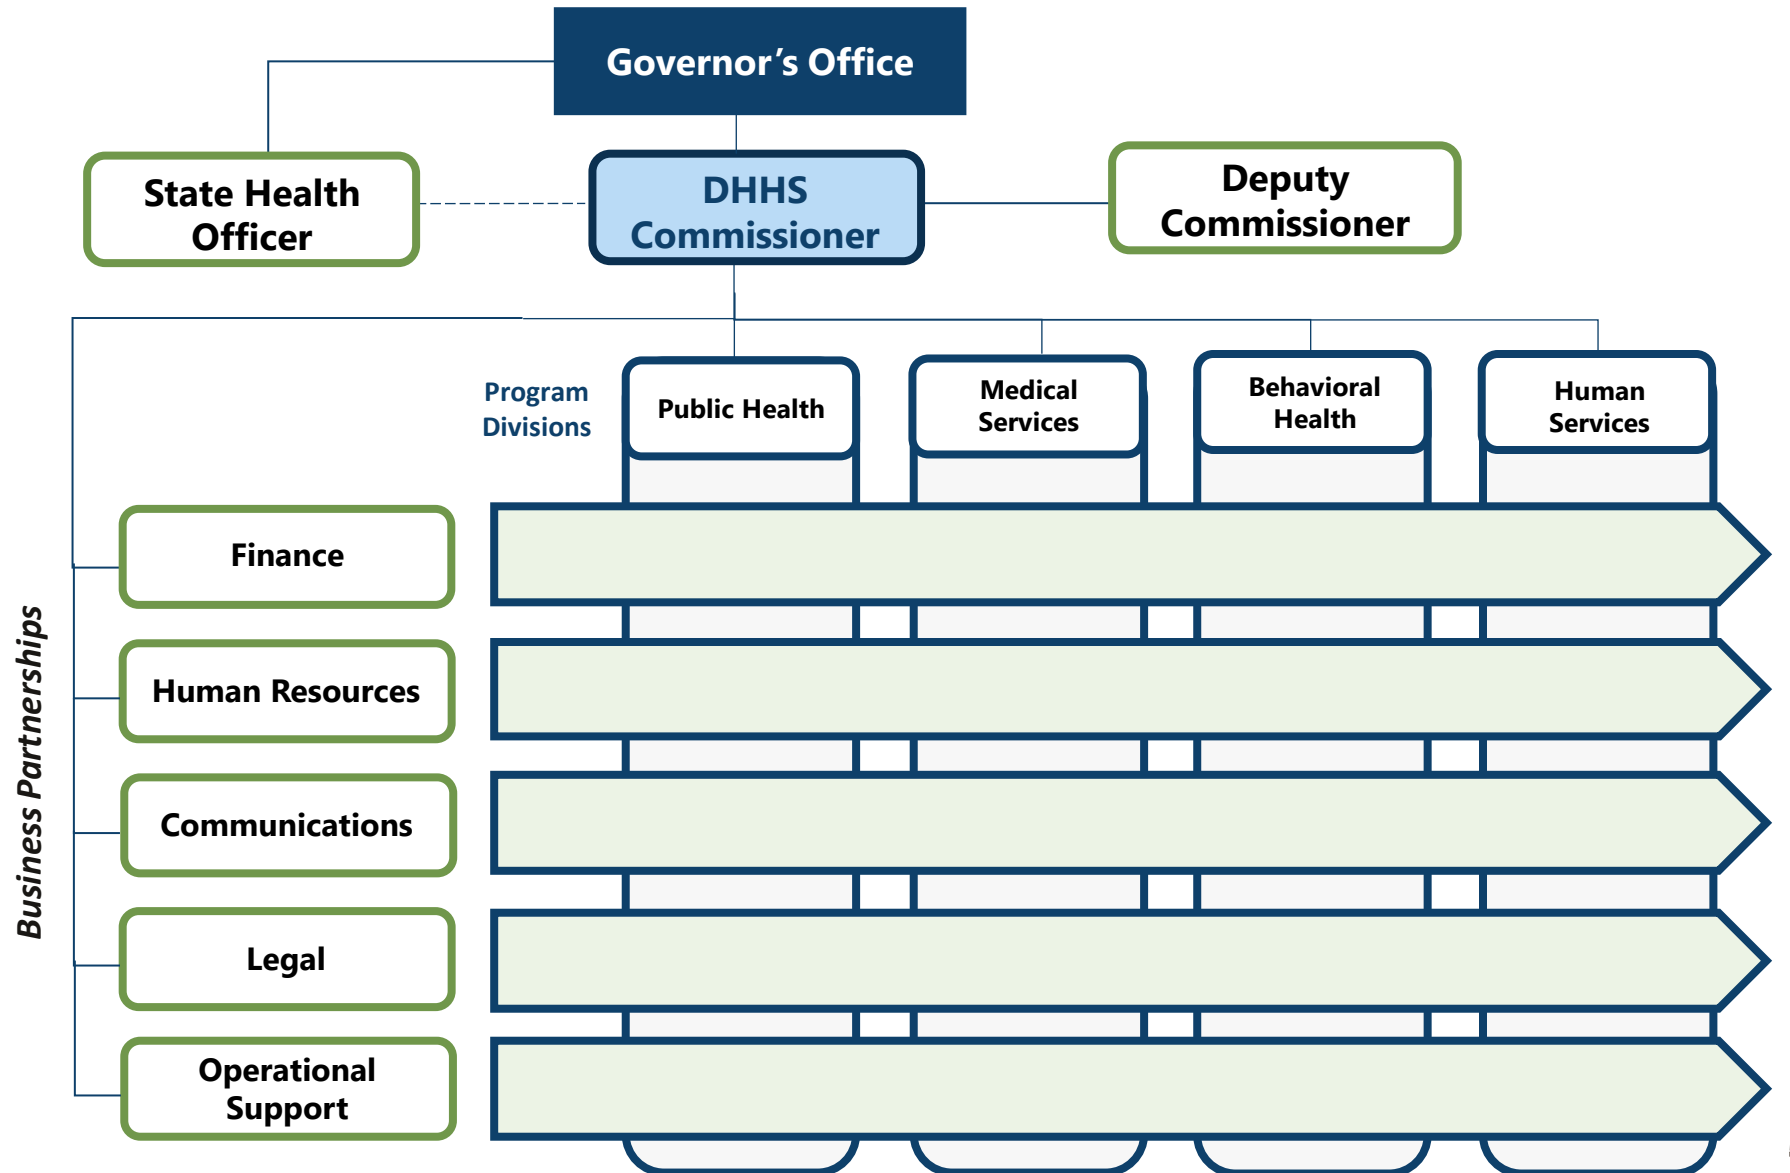 Governor’s Office
State Health
Officer
DHHS
Commissioner
Deputy
Commissioner
Program
Divisions
Public Health
Medical
Services
Behavioral
Health
Human
Services
Business Partnerships
Finance
Human Resources
Communications
Legal
Operational
Support